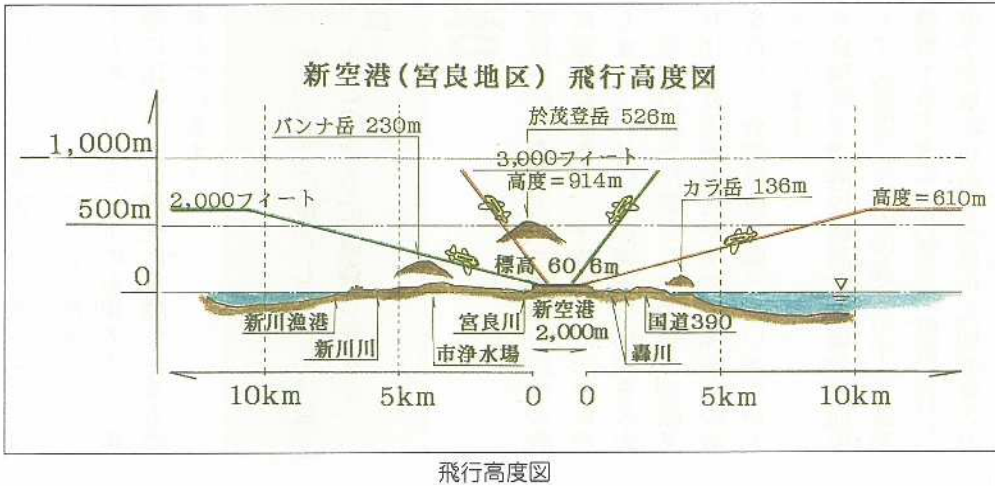 新空港(宮良地区) 飛行高度図
バンナ岳 230m
於茂登岳 526m
1,000m
3,000フィート
高度=914m
カラ岳 136m
2,000フィート
高度=610m
500m
標高 60.6m
0
新川漁港
宮良川
新空港
国道390
2,000m
新川川
市浄水場
轟川
10km
5km
0
0
5km
10km
飛行高度図